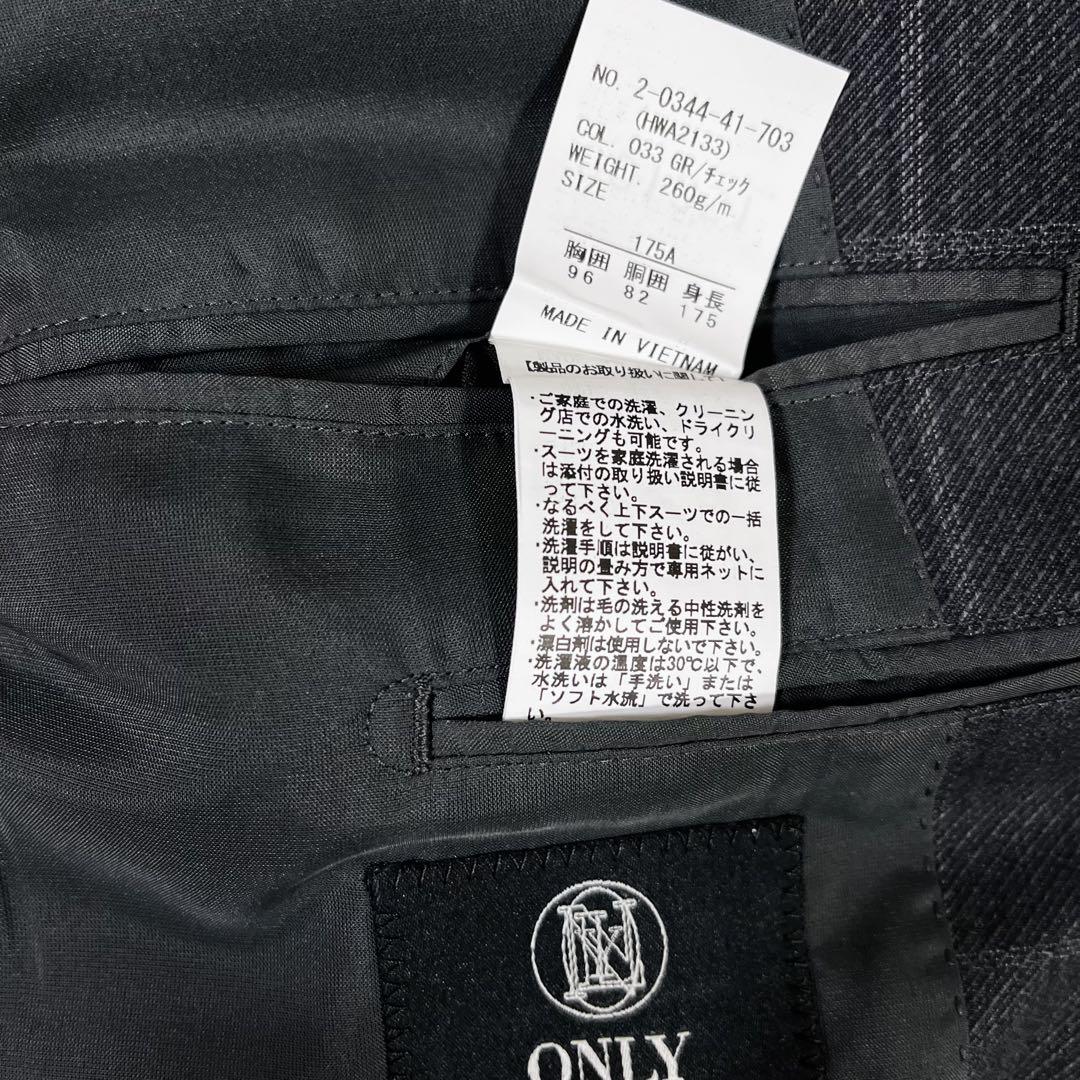 NO. 2-0344-41-703
(HWA2133)
COL. 033 GR/チェック
WEIGHT. 260g/m
SIZE
175A
胸囲 胴囲 身長
96 82 175
MADE IN VIETNAM
【製品のお取り扱いに関して】
・ご家庭での洗濯、クリーニン
グ店での水洗い、ドライクリ
ーニングも可能です。
・スーツを家庭洗濯される場合
は添付の取り扱い説明書に従
って下さい。
・なるべく上下スーツでの一括
洗濯をして下さい。
・洗濯手順は説明書に従がい、
説明の畳み方で専用ネットに
入れて下さい。
・洗剤は毛の洗える中性洗剤を
よく溶かしてご使用下さい。
・漂白剤は使用しないで下さい。
・洗濯液の温度は30℃以下で、
水洗いは「手洗い」または
「ソフト水流」で洗って下さ
い。
ONLY